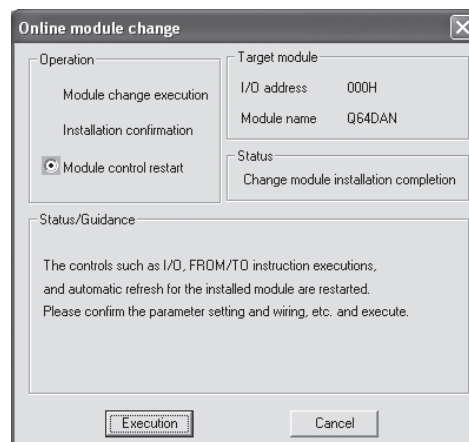 Online module change
Operation
Module change execution
Installation confirmation
Module control restart
Target module
I/O address 000H
Module name Q64DAN
Status
Change module installation completion
Status/Guidance
The controls such as I/O, FROM/TO instruction executions,
and automatic refresh for the installed module are restarted.
Please confirm the parameter setting and wiring, etc. and execute.
Execution Cancel